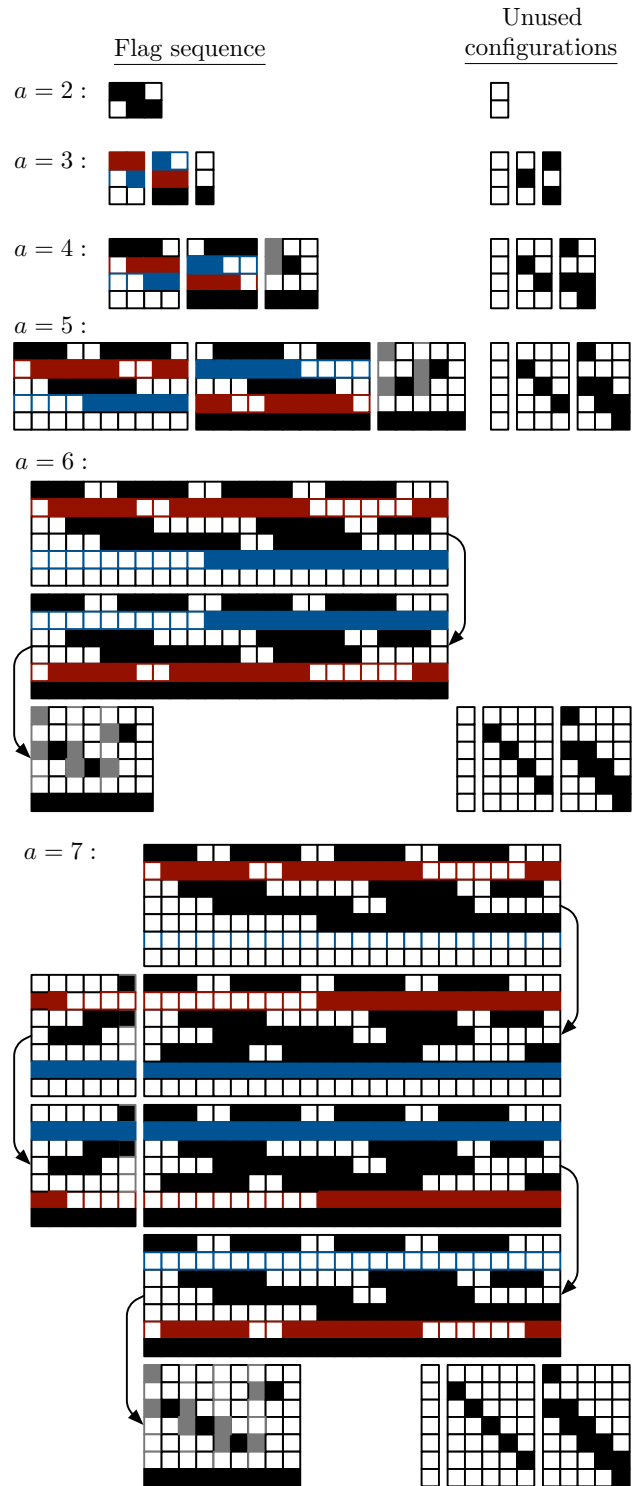 Flag sequence
Unused
configurations
a = 2 :
a = 3 :
a = 4 :
a = 5 :
a = 6 :
a = 7 :